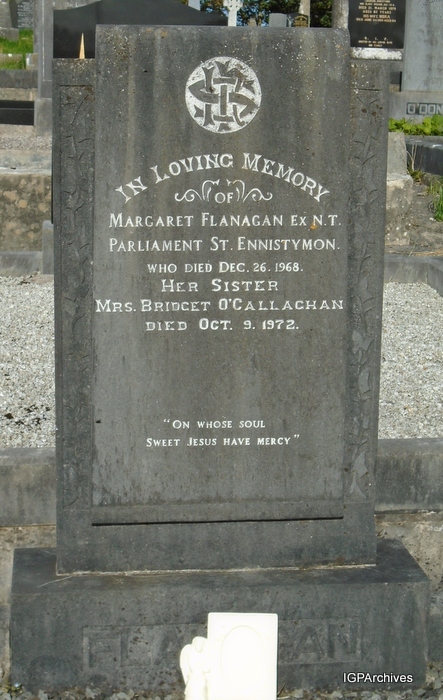 IN LOVING MEMORY
OF
MARGARET FLANAGAN EX N.T.
PARLIAMENT ST. ENNISTYMON.
WHO DIED DEC. 26. 1968.
HER SISTER
MRS. BRIDGET O'CALLAGHAN
DIED OCT. 9. 1972.
"ON WHOSE SOUL
SWEET JESUS HAVE MERCY"
IGPArchives